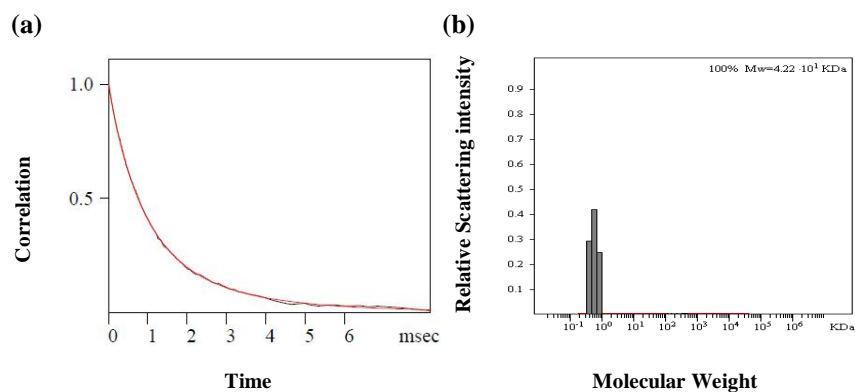 (a)
1.0
0.5
Correlation
0 1 2 3 4 5 6 msec
Time
(b)
100% Mw=4.22 ·10¹ KDa
0.9
0.8
0.7
0.6
0.5
0.4
0.3
0.2
0.1
Relative Scattering intensity
10⁻¹ 10⁰ 10¹ 10² 10³ 10⁴ 10⁵ 10⁶ KDa
Molecular Weight